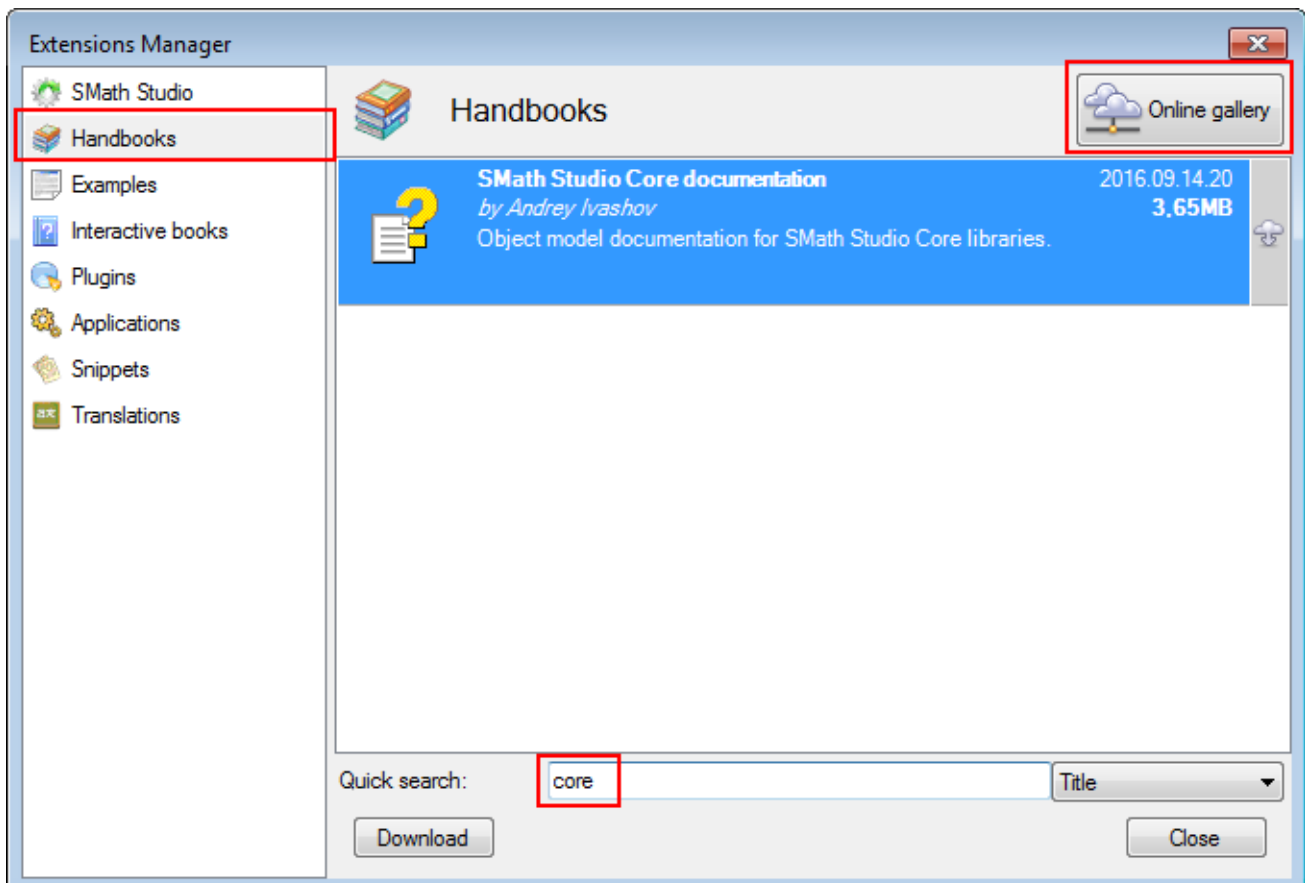 Extensions Manager
SMath Studio
Handbooks
Examples
Interactive books
Plugins
Applications
Snippets
Translations
Handbooks
Online gallery
SMath Studio Core documentation
2016.09.14.20
by Andrey Ivashov
3,65MB
Object model documentation for SMath Studio Core libraries.
Quick search:
core
Title
Download
Close